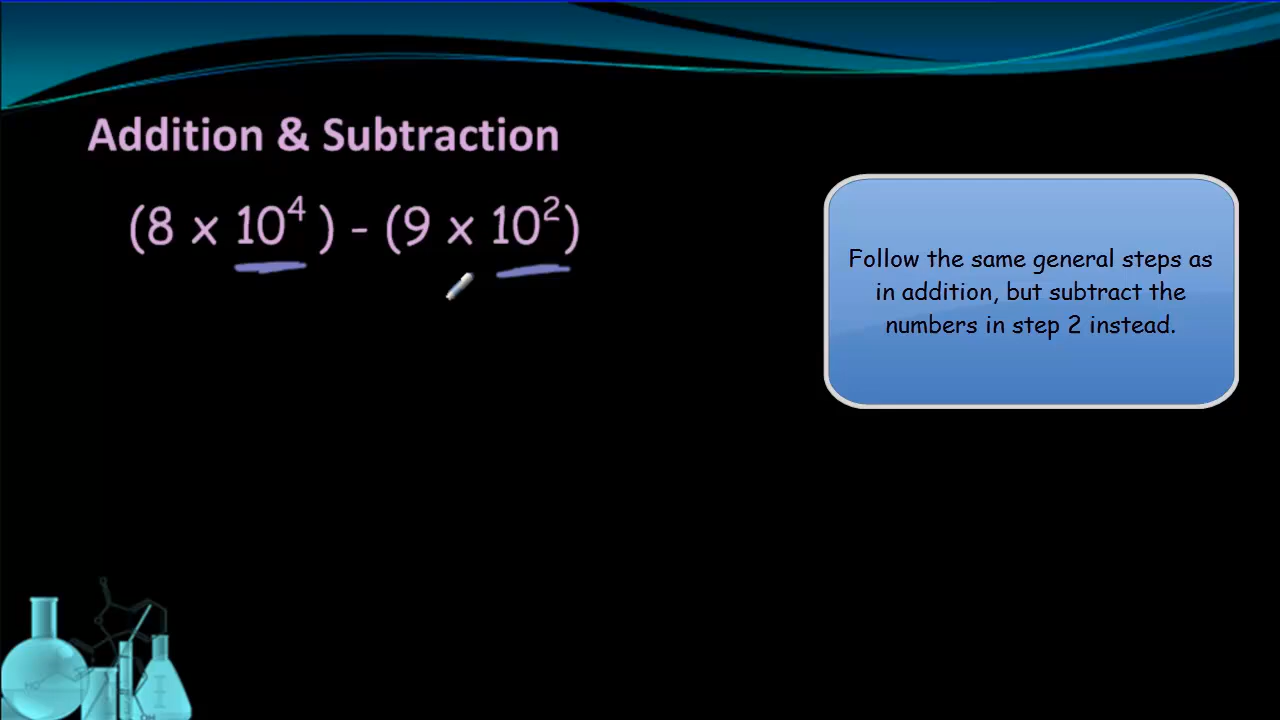 Addition & Subtraction
(8 x 10⁴ ) - (9 x 10²)
Follow the same general steps as
in addition, but subtract the
numbers in step 2 instead.